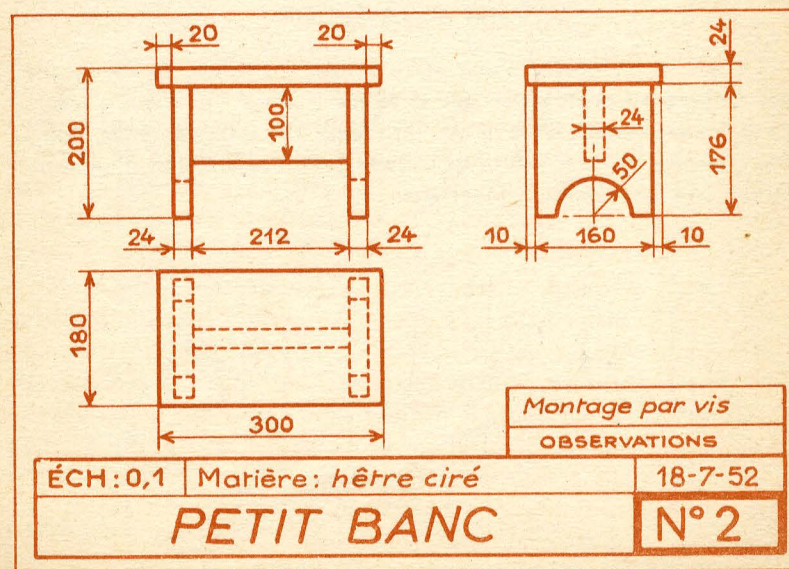 20 20
200
100
24 212 24
24
24
50
176
10 160 10
180
300
Montage par vis
OBSERVATIONS
ÉCH: 0,1 Matière: hêtre ciré 18-7-52
PETIT BANC N° 2